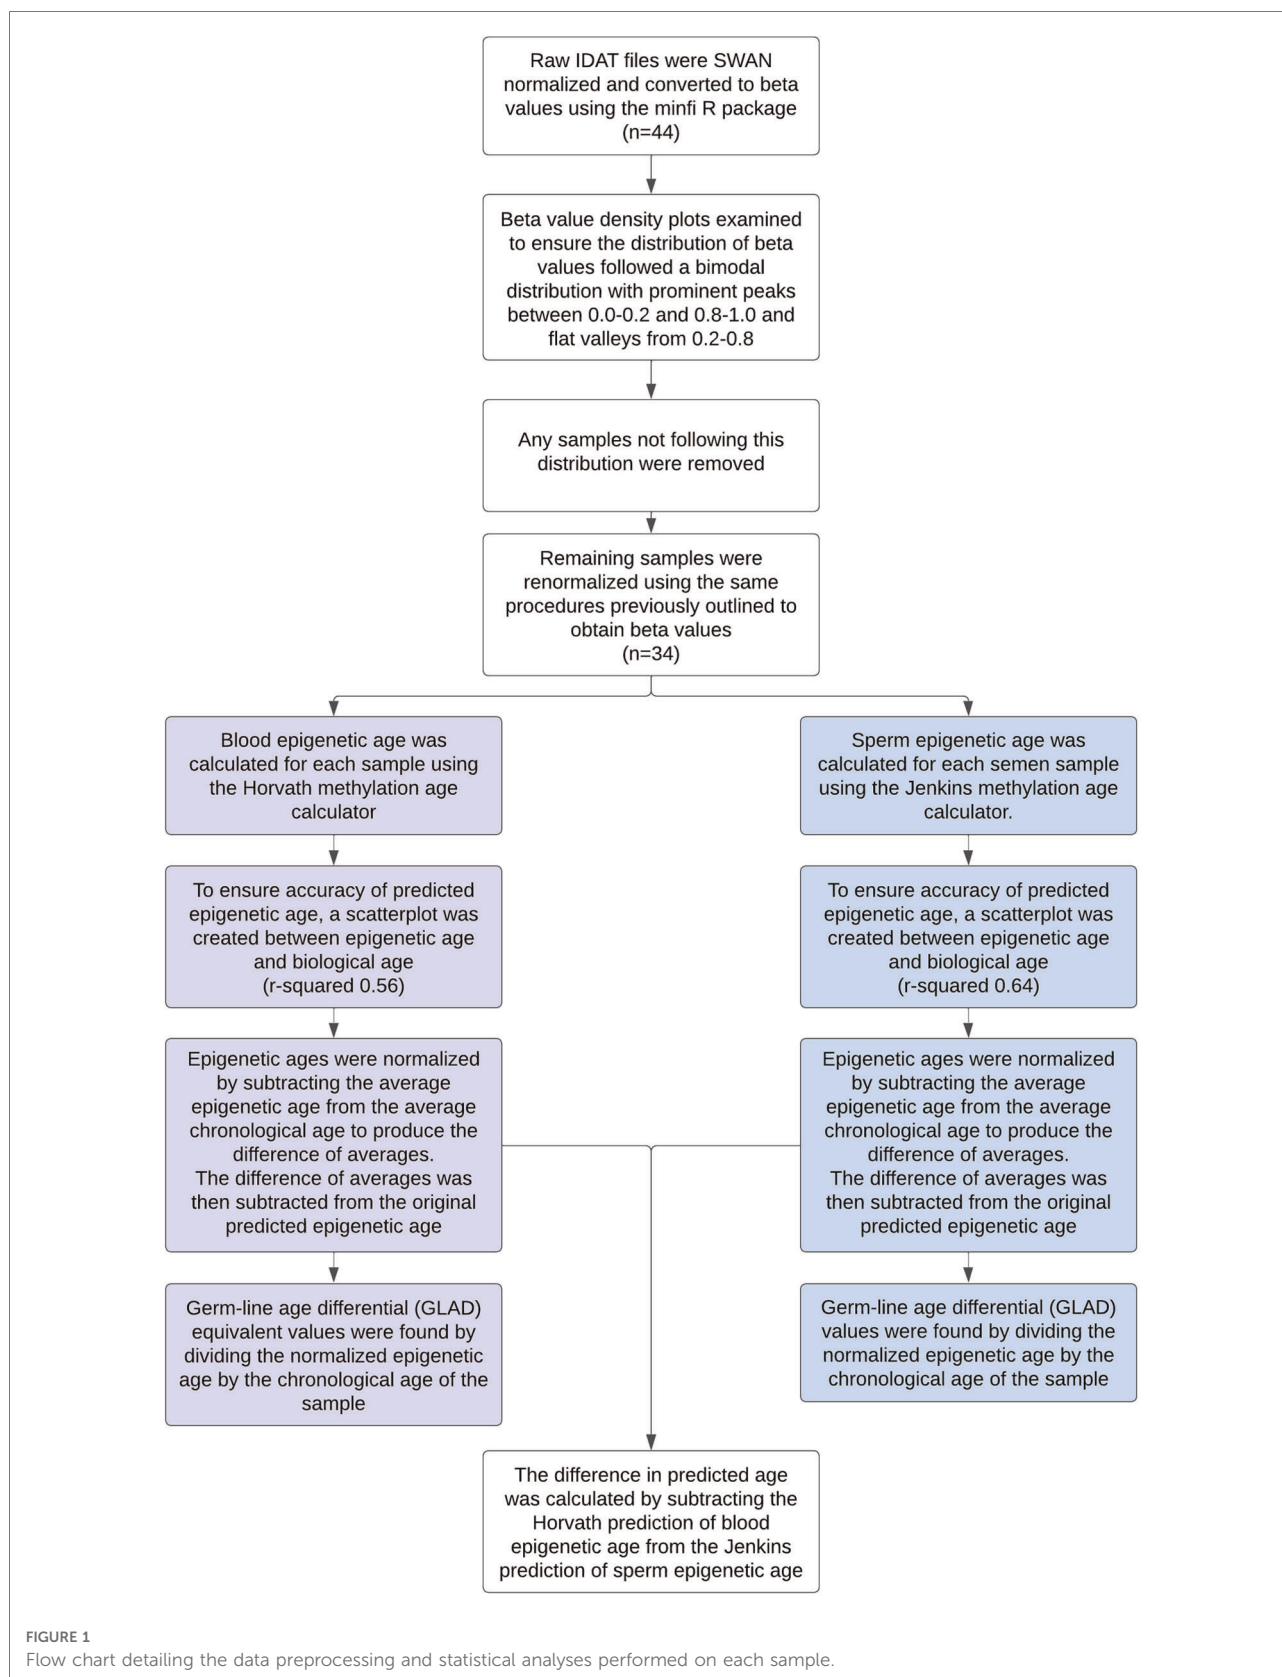 Raw IDAT files were SWAN
normalized and converted to beta
values using the minfi R package
(n=44)
Beta value density plots examined
to ensure the distribution of beta
values followed a bimodal
distribution with prominent peaks
between 0.0-0.2 and 0.8-1.0 and
flat valleys from 0.2-0.8
Any samples not following this
distribution were removed
Remaining samples were
renormalized using the same
procedures previously outlined to
obtain beta values
(n=34)
Blood epigenetic age was
calculated for each sample using
the Horvath methylation age
calculator
Sperm epigenetic age was
calculated for each semen sample
using the Jenkins methylation age
calculator.
To ensure accuracy of predicted
epigenetic age, a scatterplot was
created between epigenetic age
and biological age
(r-squared 0.56)
To ensure accuracy of predicted
epigenetic age, a scatterplot was
created between epigenetic age
and biological age
(r-squared 0.64)
Epigenetic ages were normalized
by subtracting the average
epigenetic age from the average
chronological age to produce the
difference of averages.
The difference of averages was
then subtracted from the original
predicted epigenetic age
Epigenetic ages were normalized
by subtracting the average
epigenetic age from the average
chronological age to produce the
difference of averages.
The difference of averages was
then subtracted from the original
predicted epigenetic age
Germ-line age differential (GLAD)
equivalent values were found by
dividing the normalized epigenetic
age by the chronological age of the
sample
Germ-line age differential (GLAD)
values were found by dividing the
normalized epigenetic age by the
chronological age of the sample
The difference in predicted age
was calculated by subtracting the
Horvath prediction of blood
epigenetic age from the Jenkins
prediction of sperm epigenetic age
FIGURE 1
Flow chart detailing the data preprocessing and statistical analyses performed on each sample.